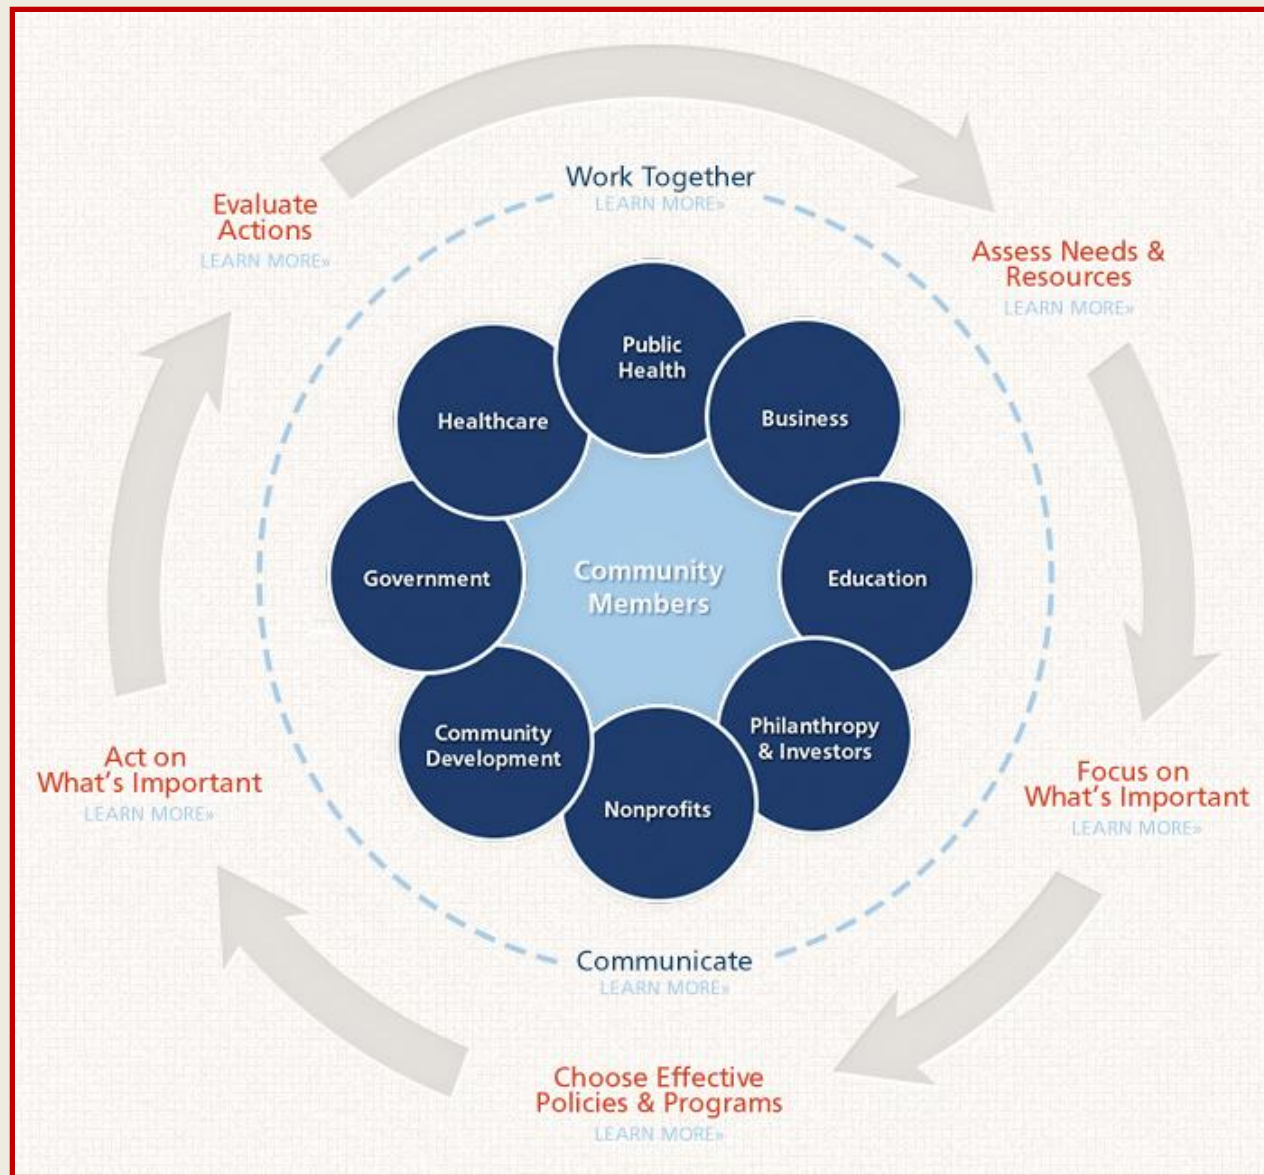 Work Together
LEARN MORE»
Evaluate
Actions
LEARN MORE»
Assess Needs &
Resources
LEARN MORE»
Public
Health
Healthcare
Business
Government
Community
Members
Education
Community
Development
Philanthropy
& Investors
Nonprofits
Act on
What's Important
LEARN MORE»
Focus on
What's Important
LEARN MORE»
Communicate
LEARN MORE»
Choose Effective
Policies & Programs
LEARN MORE»